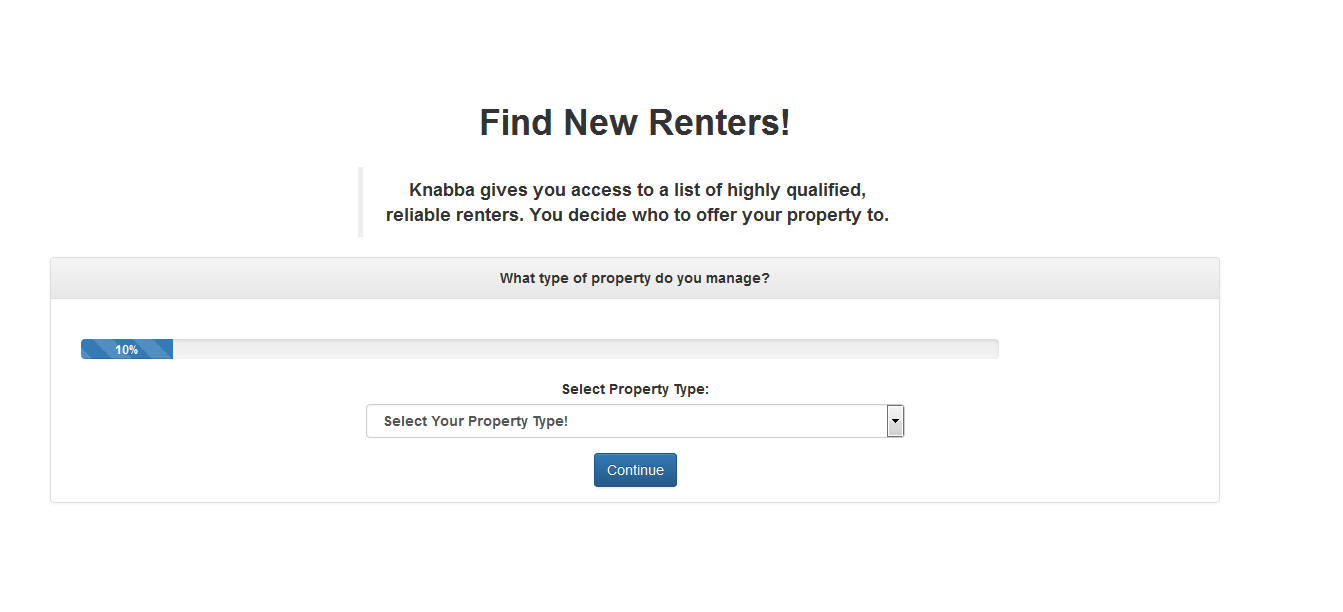 Find New Renters!
Knabba gives you access to a list of highly qualified,
reliable renters. You decide who to offer your property to.
What type of property do you manage?
10%
Select Property Type:
Select Your Property Type!
Continue